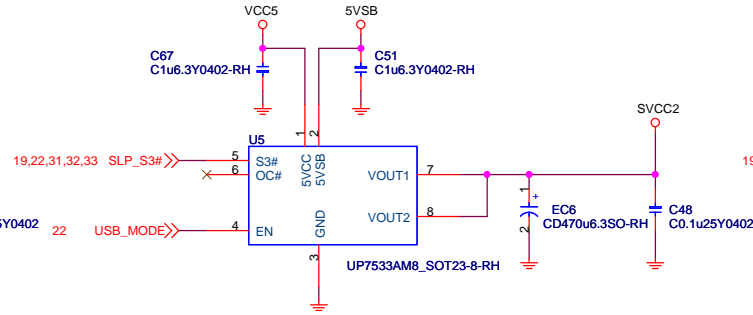 VCC5
5VSB
C67
C1u6.3Y0402-RH
C51
C1u6.3Y0402-RH
SVCC2
U5
1
2
5VCC
5VSB
19,22,31,32,33 SLP_S3#
5
S3#
6
OC#
VOUT1
7
19
VOUT2
8
1
+
EC6
CD470u6.3SO-RH
2
C48
C0.1u25Y0402
5Y0402
22 USB_MODE
4
EN
GND
3
UP7533AM8_SOT23-8-RH